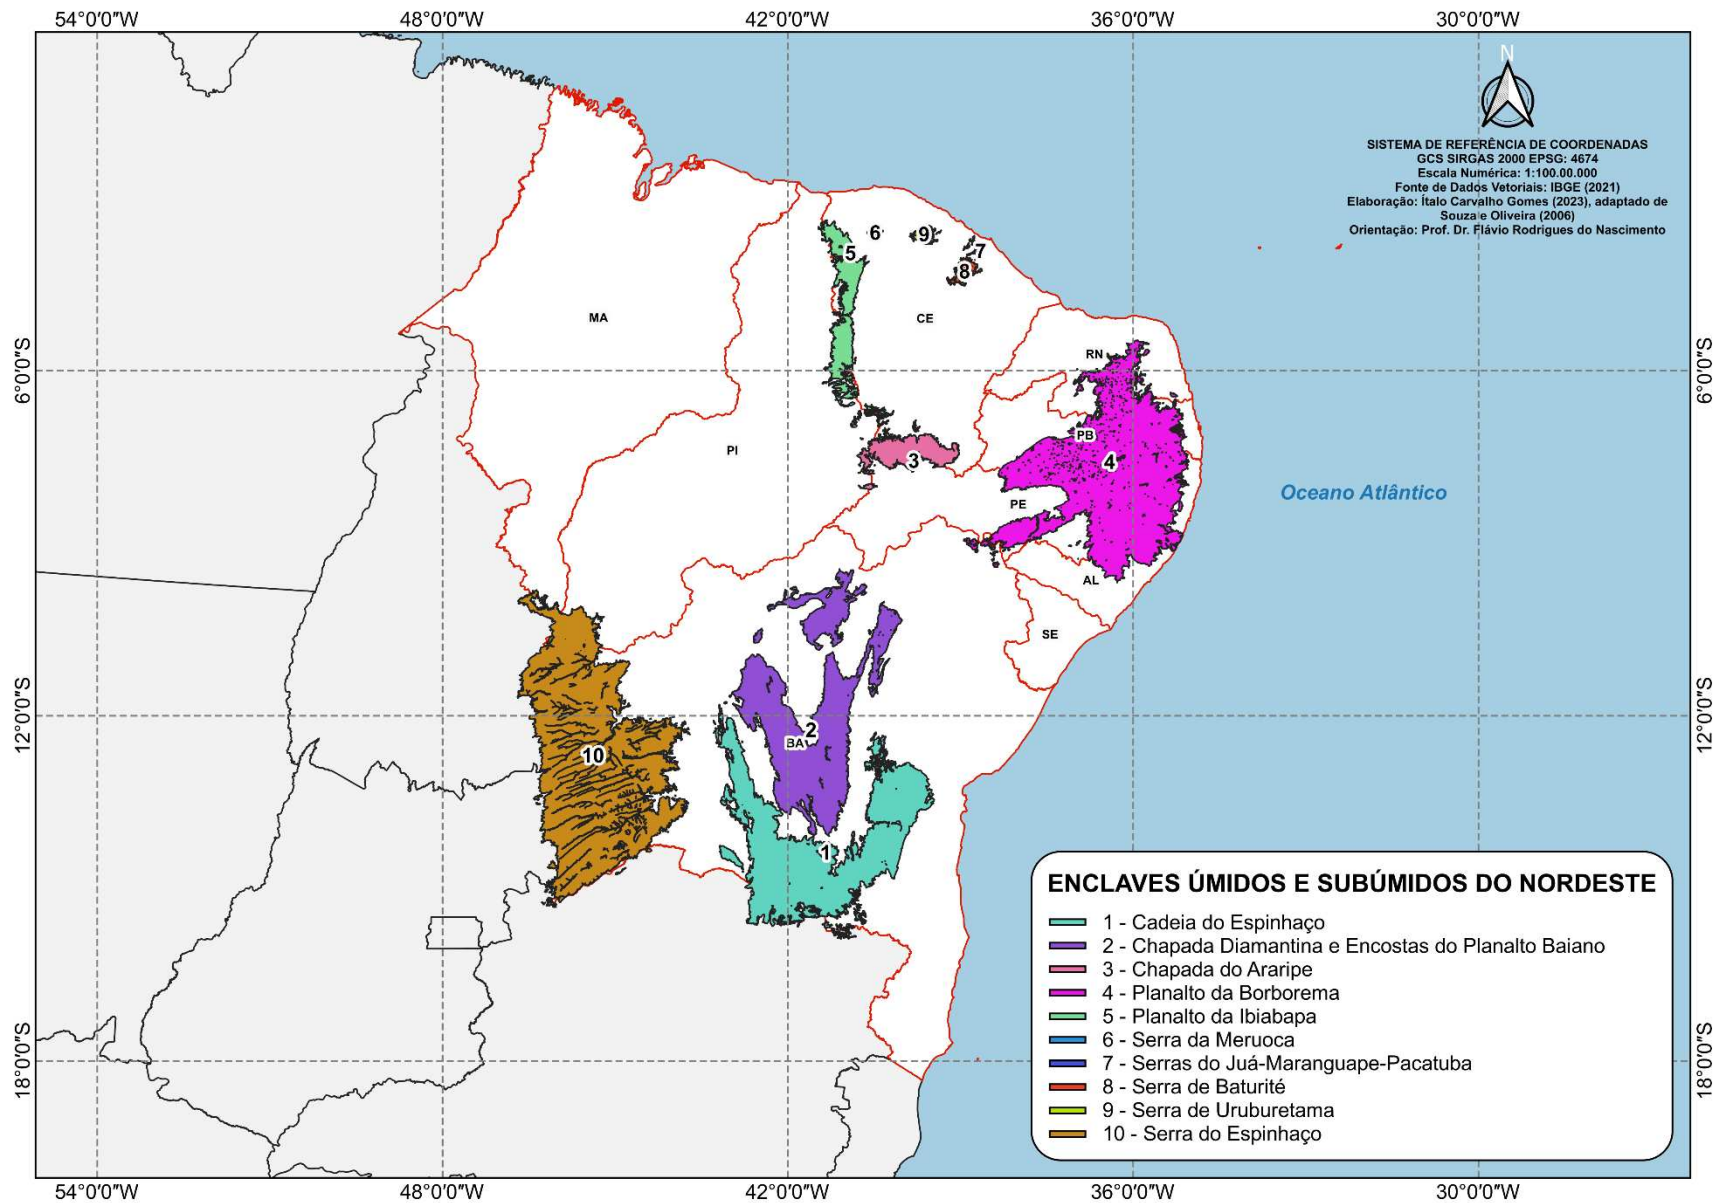 54°0'0"W 48°0'0"W 42°0'0"W 36°0'0"W 30°0'0"W
N
SISTEMA DE REFERÊNCIA DE COORDENADAS
GCS SIRGAS 2000 EPSG: 4674
Escala Numérica: 1:100.00.000
Fonte de Dados Vetoriais: IBGE (2021)
Elaboração: Ítalo Carvalho Gomes (2023), adaptado de
Souza e Oliveira (2006)
Orientação: Prof. Dr. Flávio Rodrigues do Nascimento
6
9
7
5
8
MA
CE
RN
6°0'0"S
6°0'0"S
PB
PI
3
4
Oceano Atlântico
PE
AL
SE
12°0'0"S
12°0'0"S
2
BA
10
1
ENCLAVES ÚMIDOS E SUBÚMIDOS DO NORDESTE
1 - Cadeia do Espinhaço
2 - Chapada Diamantina e Encostas do Planalto Baiano
3 - Chapada do Araripe
4 - Planalto da Borborema
5 - Planalto da Ibiabapa
6 - Serra da Meruoca
7 - Serras do Juá-Maranguape-Pacatuba
8 - Serra de Baturité
9 - Serra de Uruburetama
10 - Serra do Espinhaço
18°0'0"S
18°0'0"S
54°0'0"W 48°0'0"W 42°0'0"W 36°0'0"W 30°0'0"W